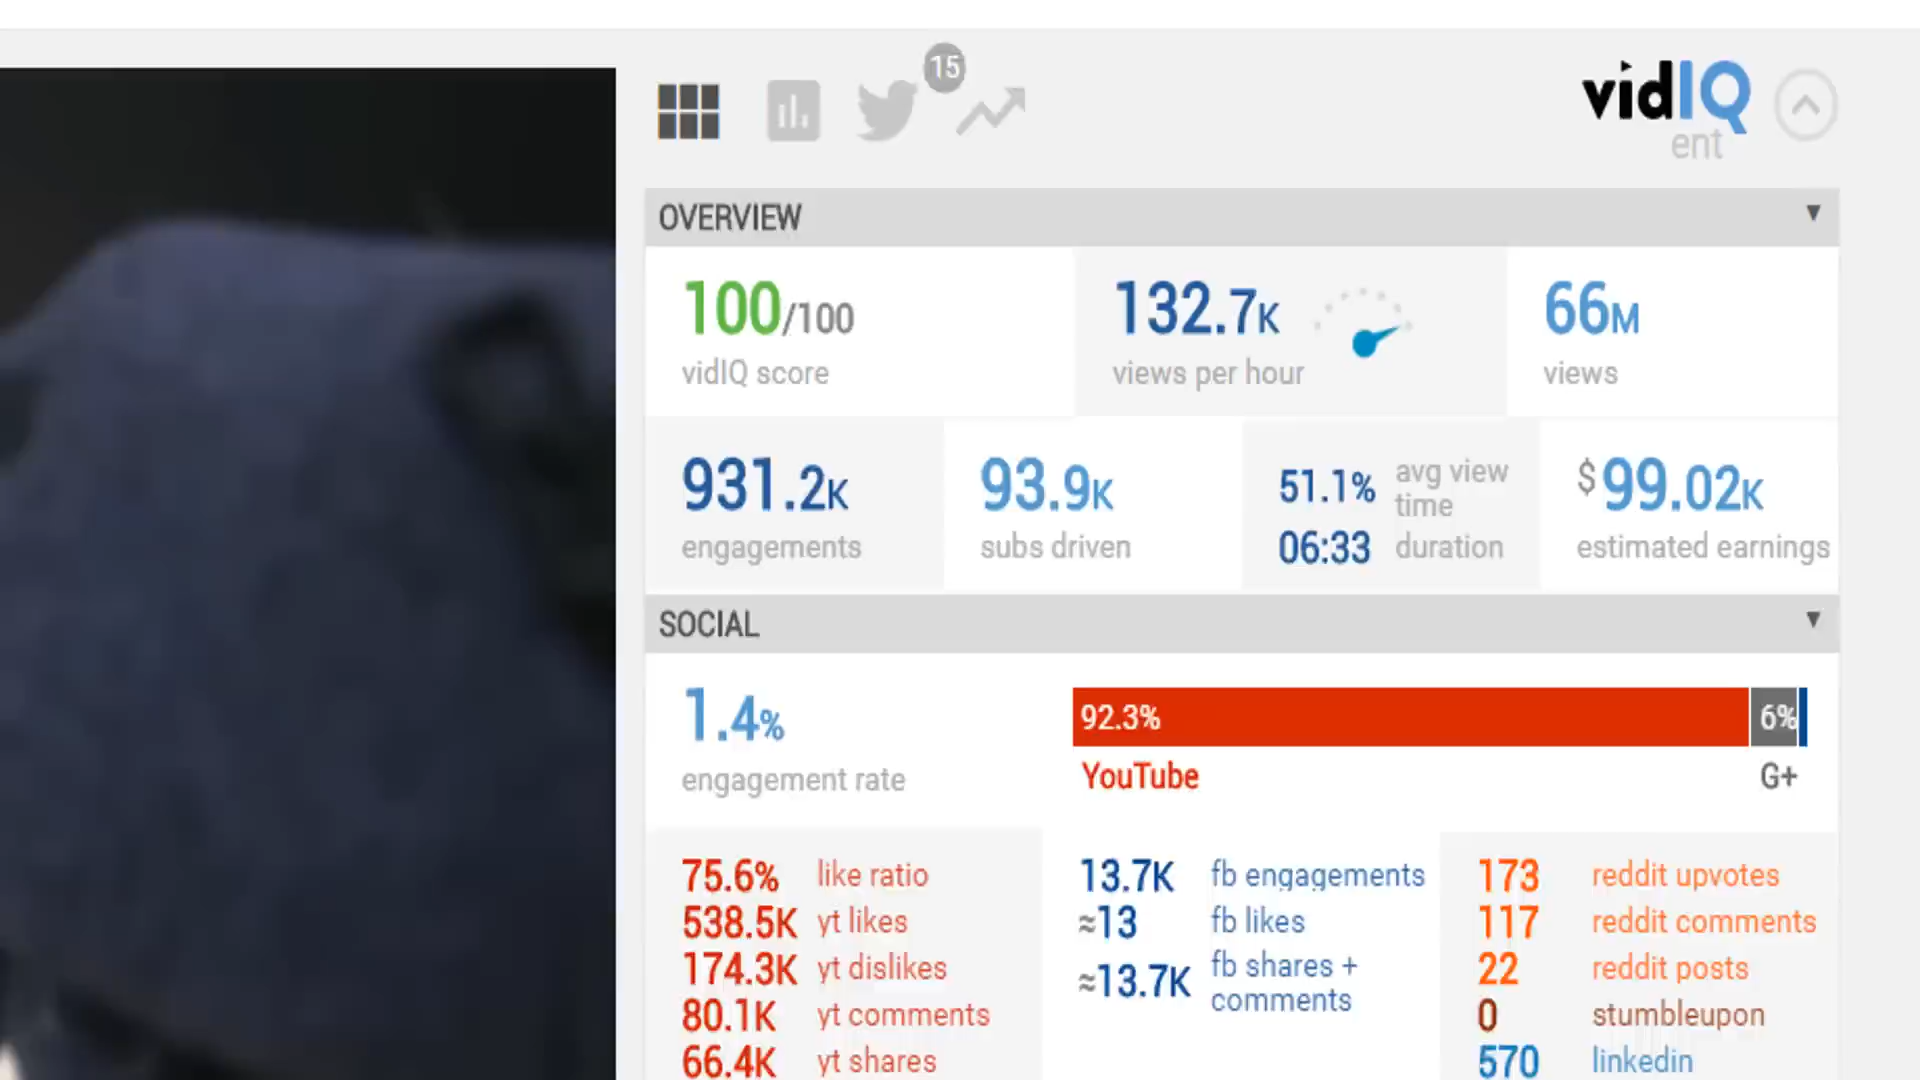 15
vidIQ
ent
OVERVIEW
100/100
vidIQ score
132.7K
views per hour
66M
views
931.2K
engagements
93.9K
subs driven
51.1% avg view time
06:33 duration
$99.02K
estimated earnings
SOCIAL
1.4%
engagement rate
92.3% 6%
YouTube G+
75.6% like ratio
538.5K yt likes
174.3K yt dislikes
80.1K yt comments
66.4K yt shares
13.7K fb engagements
≈13 fb likes
≈13.7K fb shares +
comments
173 reddit upvotes
117 reddit comments
22 reddit posts
0 stumbleupon
570 linkedin